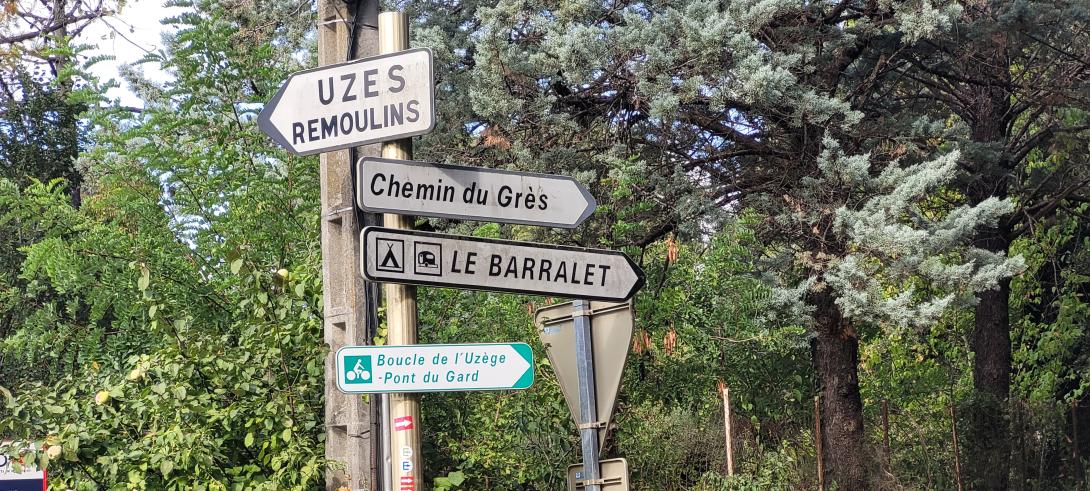 UZES
REMOULINS
Chemin du Grès
LE BARRALET
Boucle de l'Uzège
-Pont du Gard